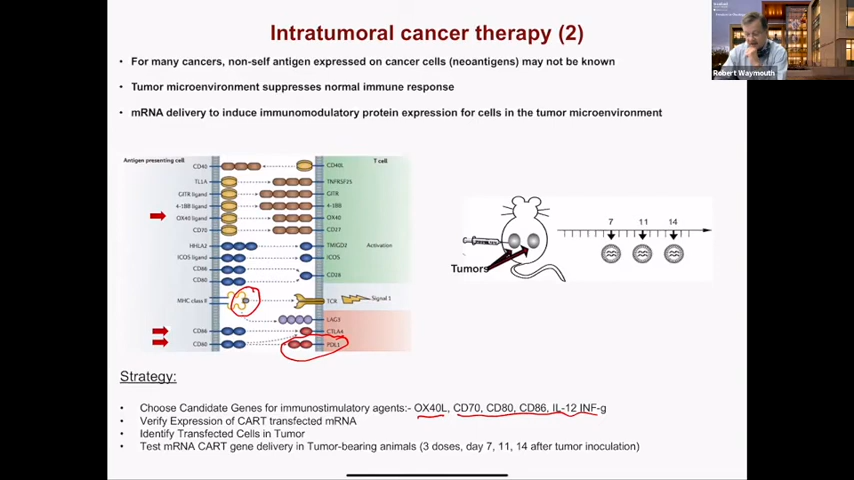 Intratumoral cancer therapy (2)
• For many cancers, non-self antigen expressed on cancer cells (neoantigens) may not be known
• Tumor microenvironment suppresses normal immune response
• mRNA delivery to induce immunomodulatory protein expression for cells in the tumor microenvironment
Robert Waymouth
Antigen presenting cell
T cell
CD40 CD40L
TL1A TNFRSF25
GITR ligand GITR
4-1BB ligand 4-1BB
OX40 ligand OX40
CD70 CD27
HHLA2 TMIGD2
Activation
ICOS ligand ICOS
CD86
CD28
CD80
MHC class II TCR Signal 1
LAG3
CD86 CTLA4
CD80 PDL1
7 11 14
Tumors
Strategy:
• Choose Candidate Genes for immunostimulatory agents:- OX40L, CD70, CD80, CD86, IL-12 INF-g
• Verify Expression of CART transfected mRNA
• Identify Transfected Cells in Tumor
• Test mRNA CART gene delivery in Tumor-bearing animals (3 doses, day 7, 11, 14 after tumor inoculation)